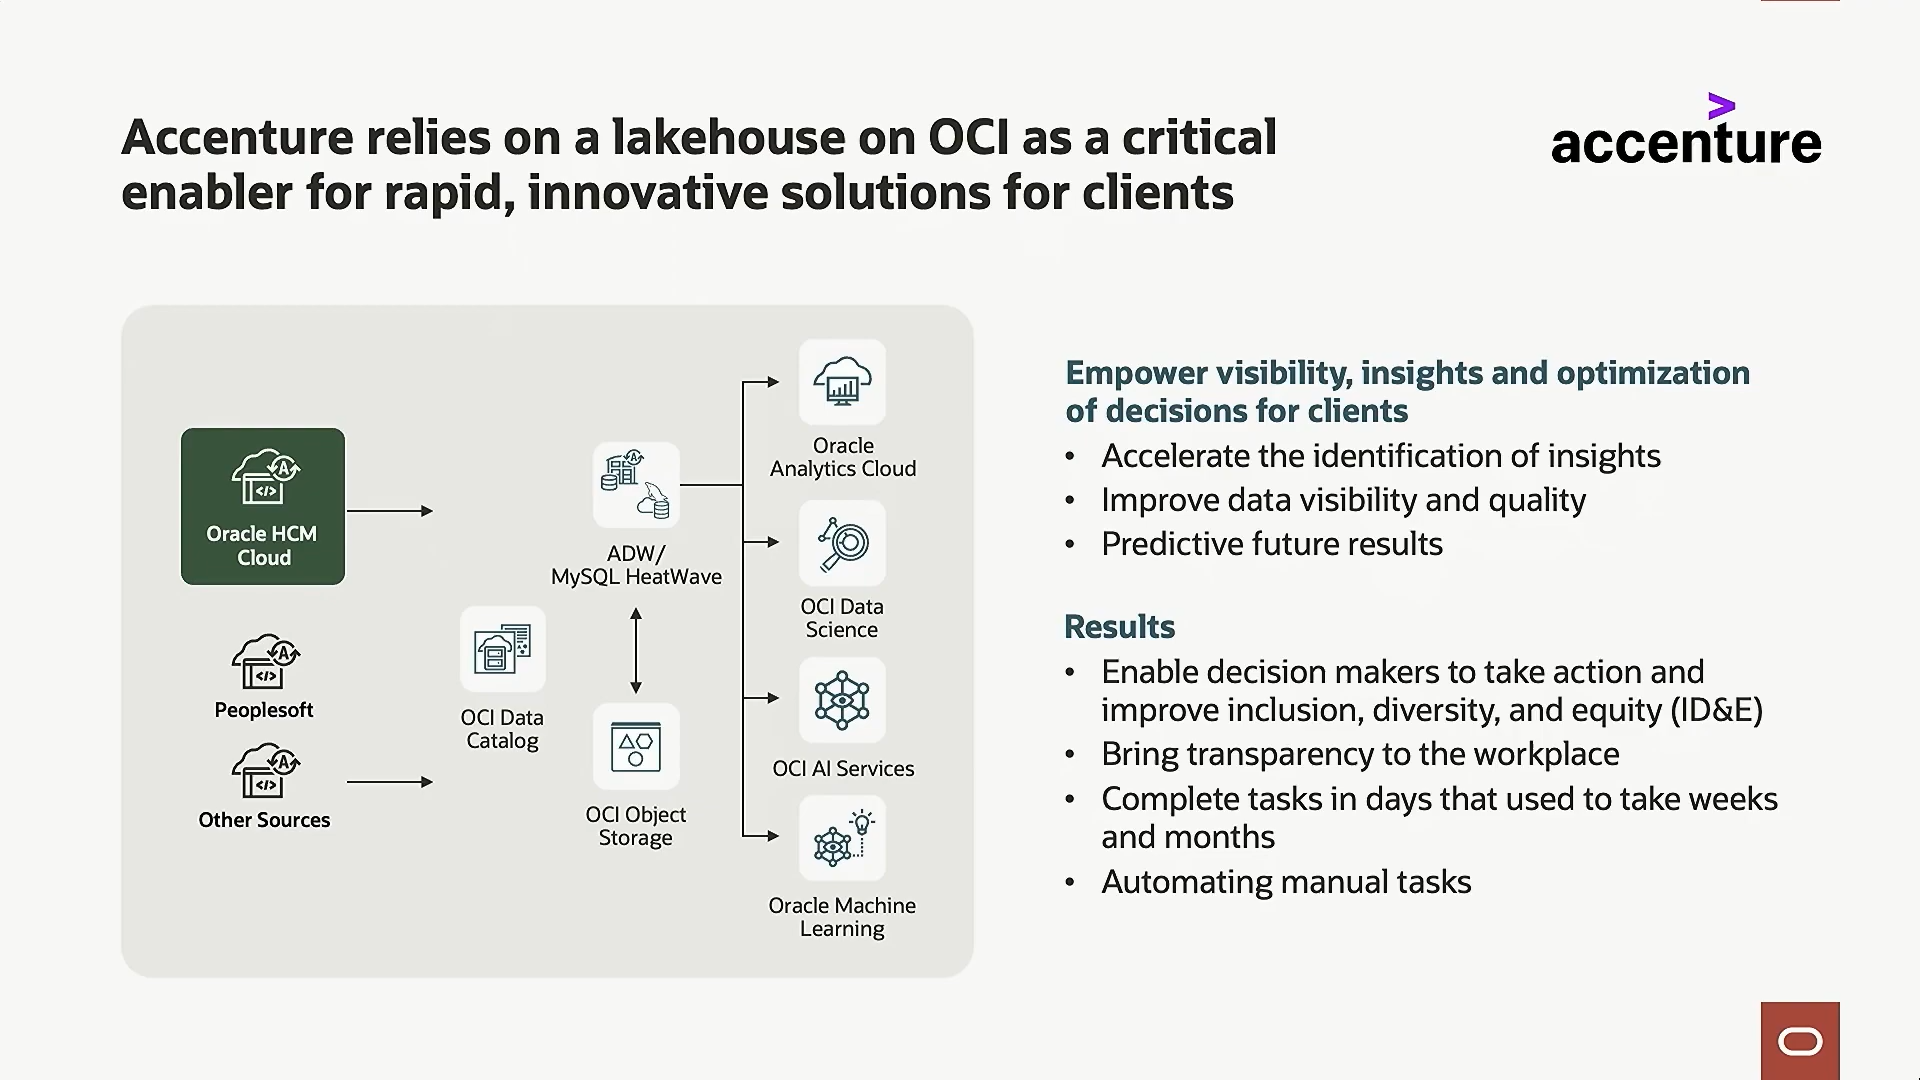 Accenture relies on a lakehouse on OCI as a critical
enabler for rapid, innovative solutions for clients
>
accenture
Oracle HCM
Cloud
Peoplesoft
Other Sources
OCI Data
Catalog
ADW/
MySQL HeatWave
OCI Object
Storage
Oracle
Analytics Cloud
OCI Data
Science
OCI AI Services
Oracle Machine
Learning
Empower visibility, insights and optimization
of decisions for clients
• Accelerate the identification of insights
• Improve data visibility and quality
• Predictive future results
Results
• Enable decision makers to take action and
improve inclusion, diversity, and equity (ID&E)
• Bring transparency to the workplace
• Complete tasks in days that used to take weeks
and months
• Automating manual tasks